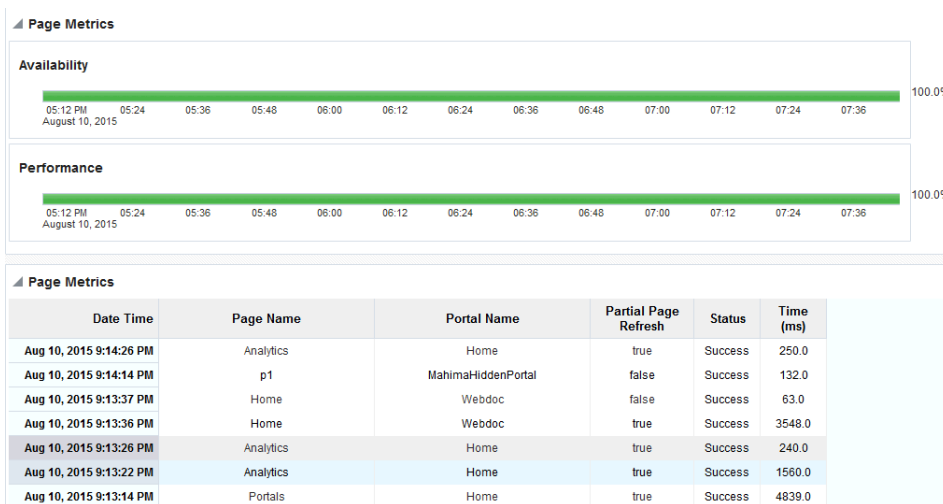 Page Metrics
Availability
100.0%
05:12 PM 05:24 05:36 05:48 06:00 06:12 06:24 06:36 06:48 07:00 07:12 07:24 07:36
August 10, 2015
Performance
100.0%
05:12 PM 05:24 05:36 05:48 06:00 06:12 06:24 06:36 06:48 07:00 07:12 07:24 07:36
August 10, 2015
Page Metrics
Date Time Page Name Portal Name Partial Page Refresh Status Time (ms)
Aug 10, 2015 9:14:26 PM Analytics Home true Success 250.0
Aug 10, 2015 9:14:14 PM p1 MahimaHiddenPortal false Success 132.0
Aug 10, 2015 9:13:37 PM Home Webdoc false Success 63.0
Aug 10, 2015 9:13:36 PM Home Webdoc true Success 3548.0
Aug 10, 2015 9:13:26 PM Analytics Home true Success 240.0
Aug 10, 2015 9:13:22 PM Analytics Home true Success 1560.0
Aug 10, 2015 9:13:14 PM Portals Home true Success 4839.0